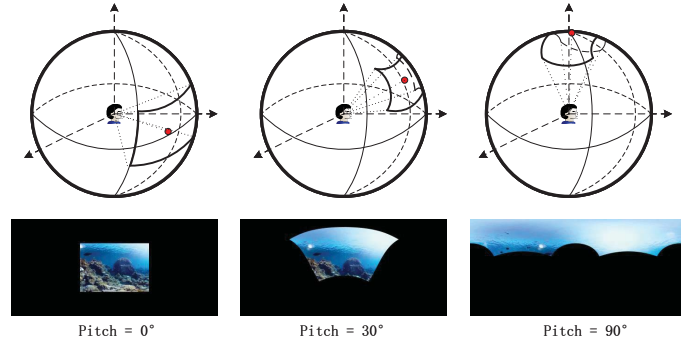 Pitch = 0°
Pitch = 30°
Pitch = 90°